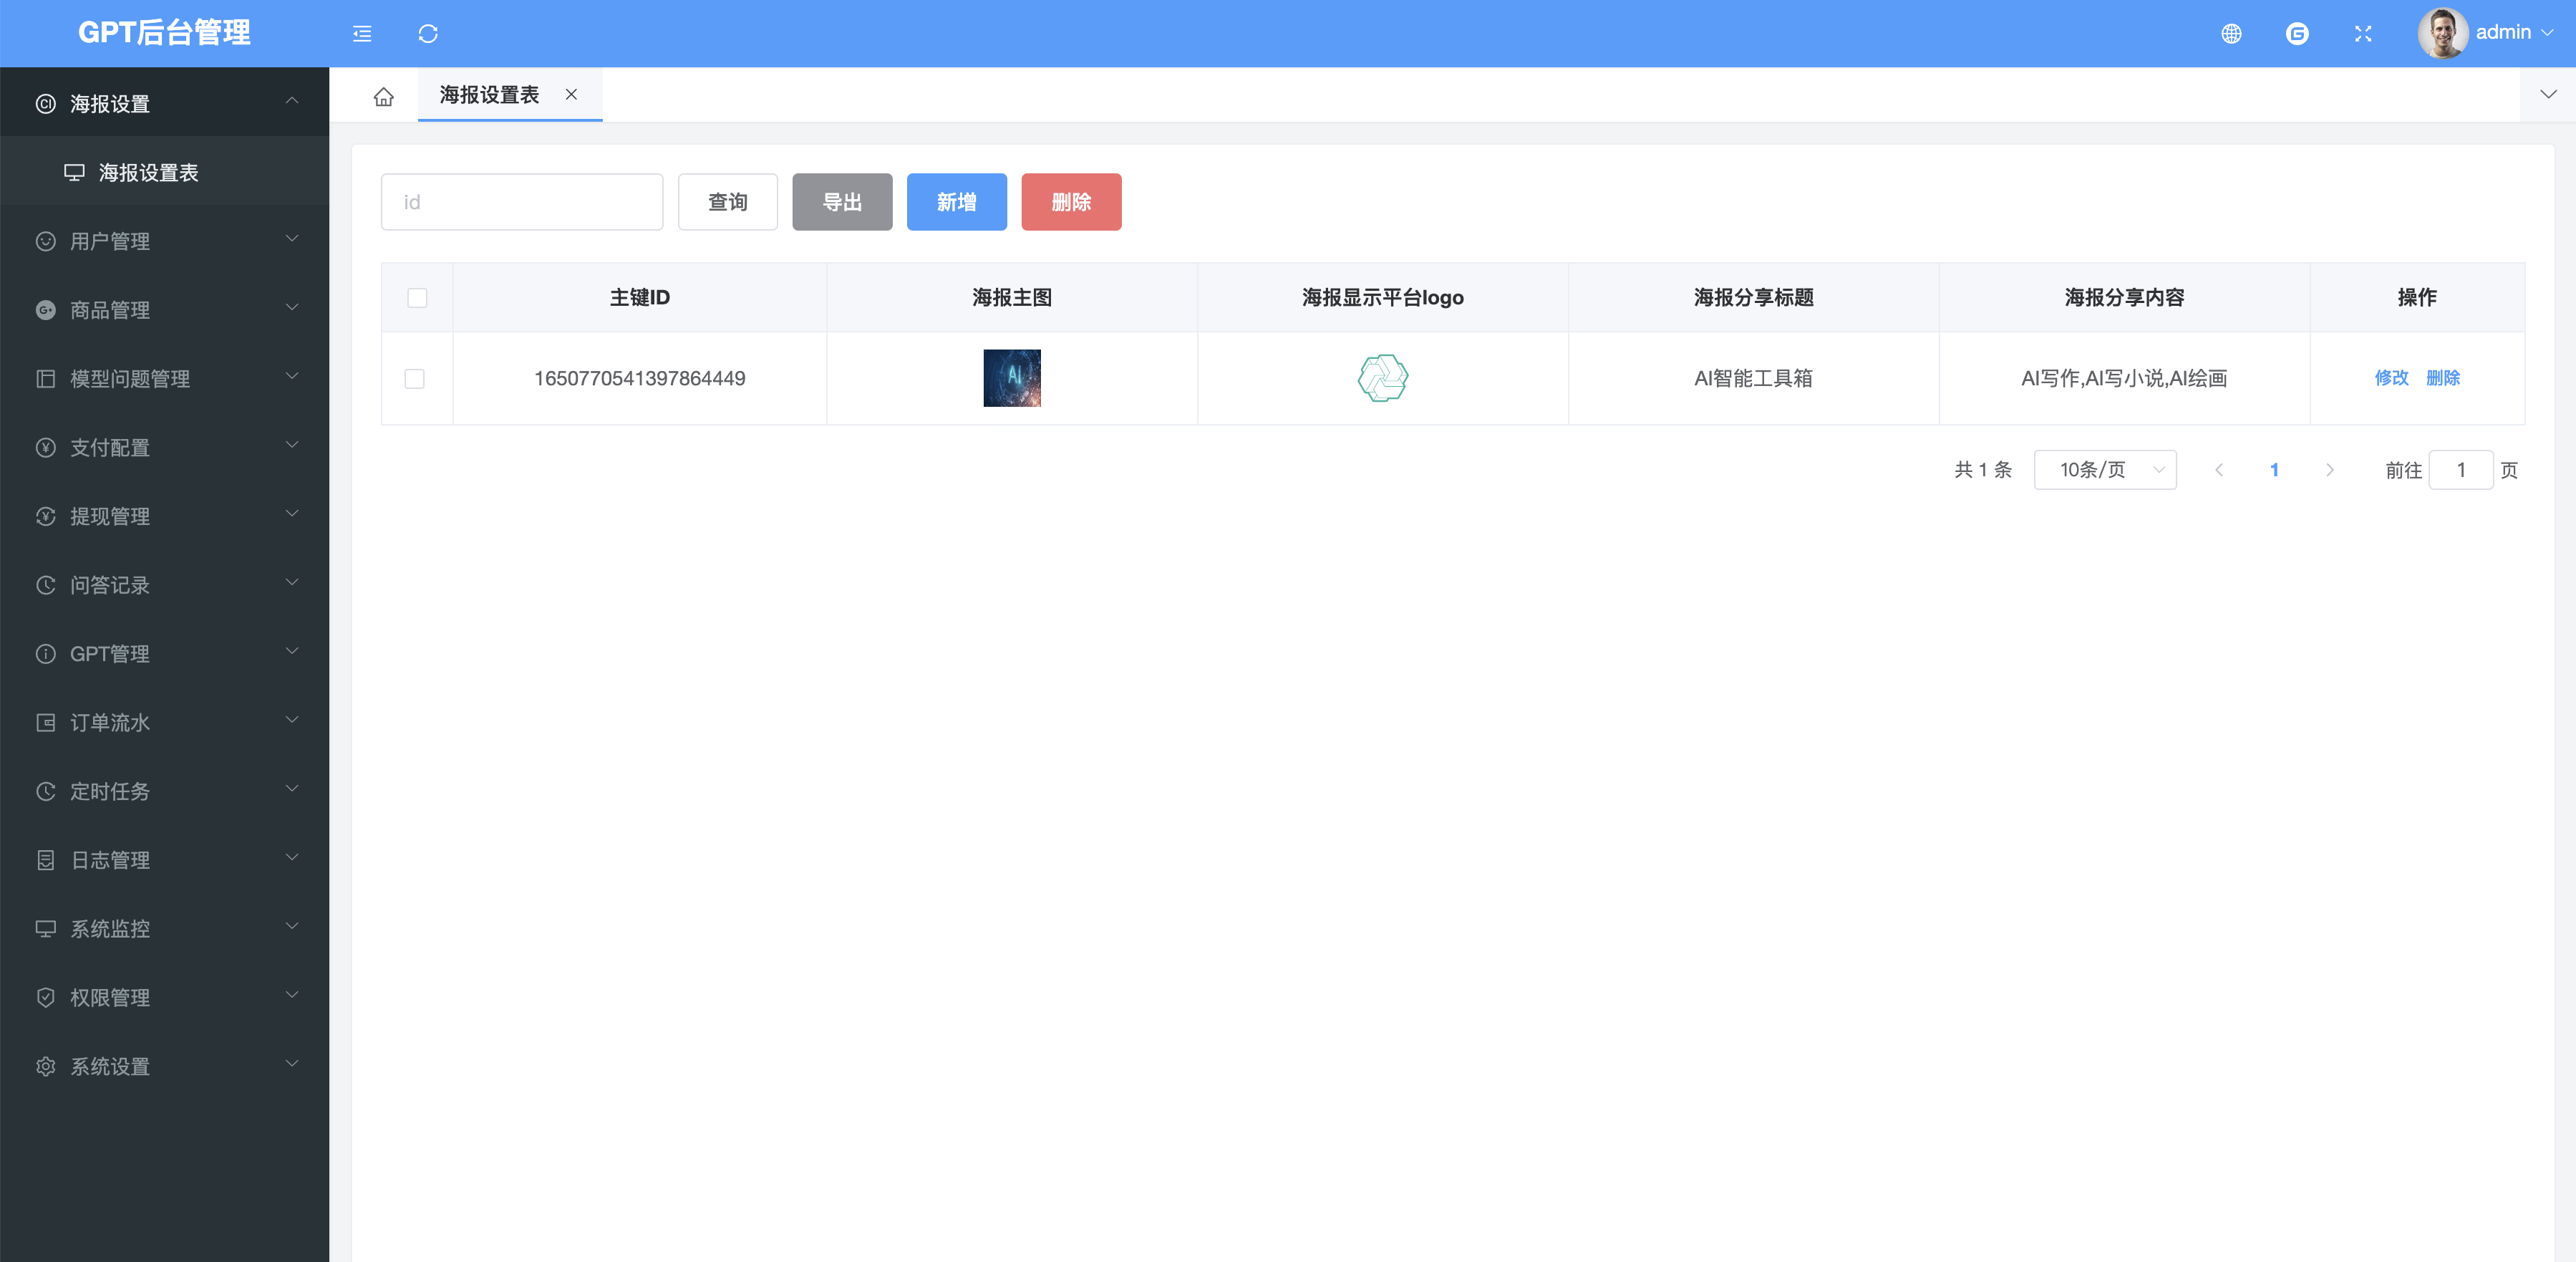 GPT后台管理
admin
海报设置
海报设置表
用户管理
商品管理
模型问题管理
支付配置
提现管理
问答记录
GPT管理
订单流水
定时任务
日志管理
系统监控
权限管理
系统设置
海报设置表
id 查询 导出 新增 删除
主键ID 海报主图 海报显示平台logo 海报分享标题 海报分享内容 操作
1650770541397864449 AI AI智能工具箱 AI写作,AI写小说,AI绘画 修改 删除
共 1 条 10条/页 1 前往 1 页